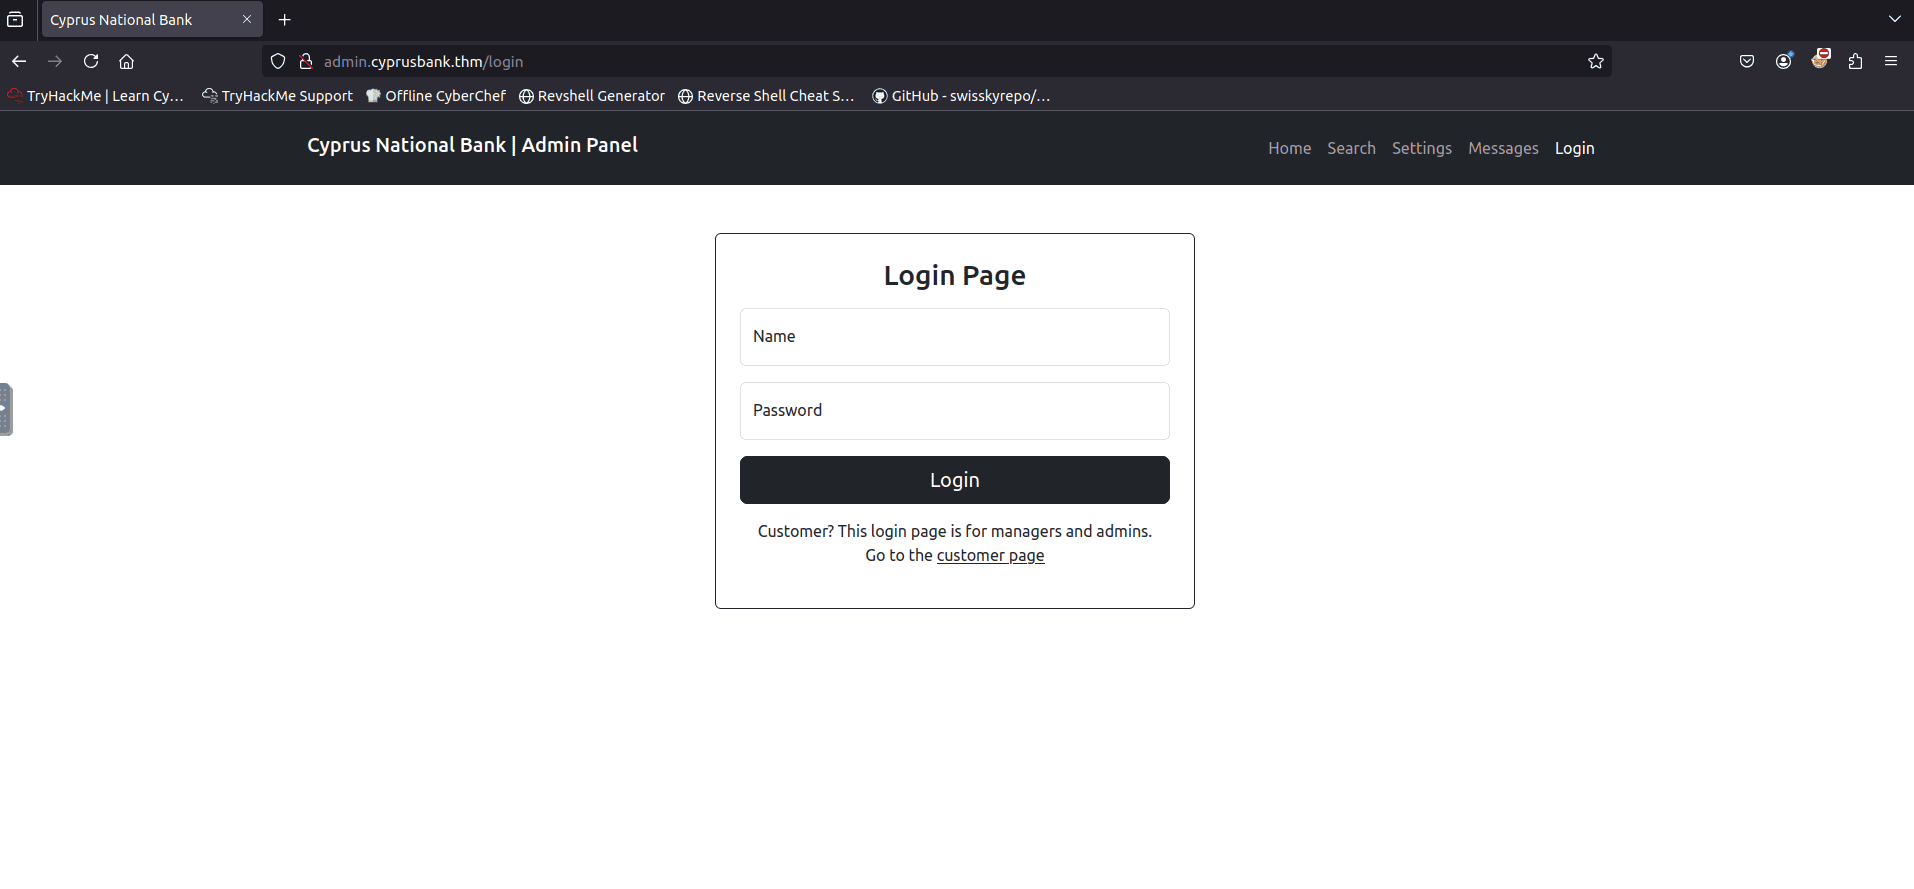 Cyprus National Bank
admin.cyprusbank.thm/login
TryHackMe | Learn Cy… TryHackMe Support Offline CyberChef Revshell Generator Reverse Shell Cheat S… GitHub - swisskyrepo/…
Cyprus National Bank | Admin Panel Home Search Settings Messages Login
Login Page
Name
Password
Login
Customer? This login page is for managers and admins.
Go to the customer page